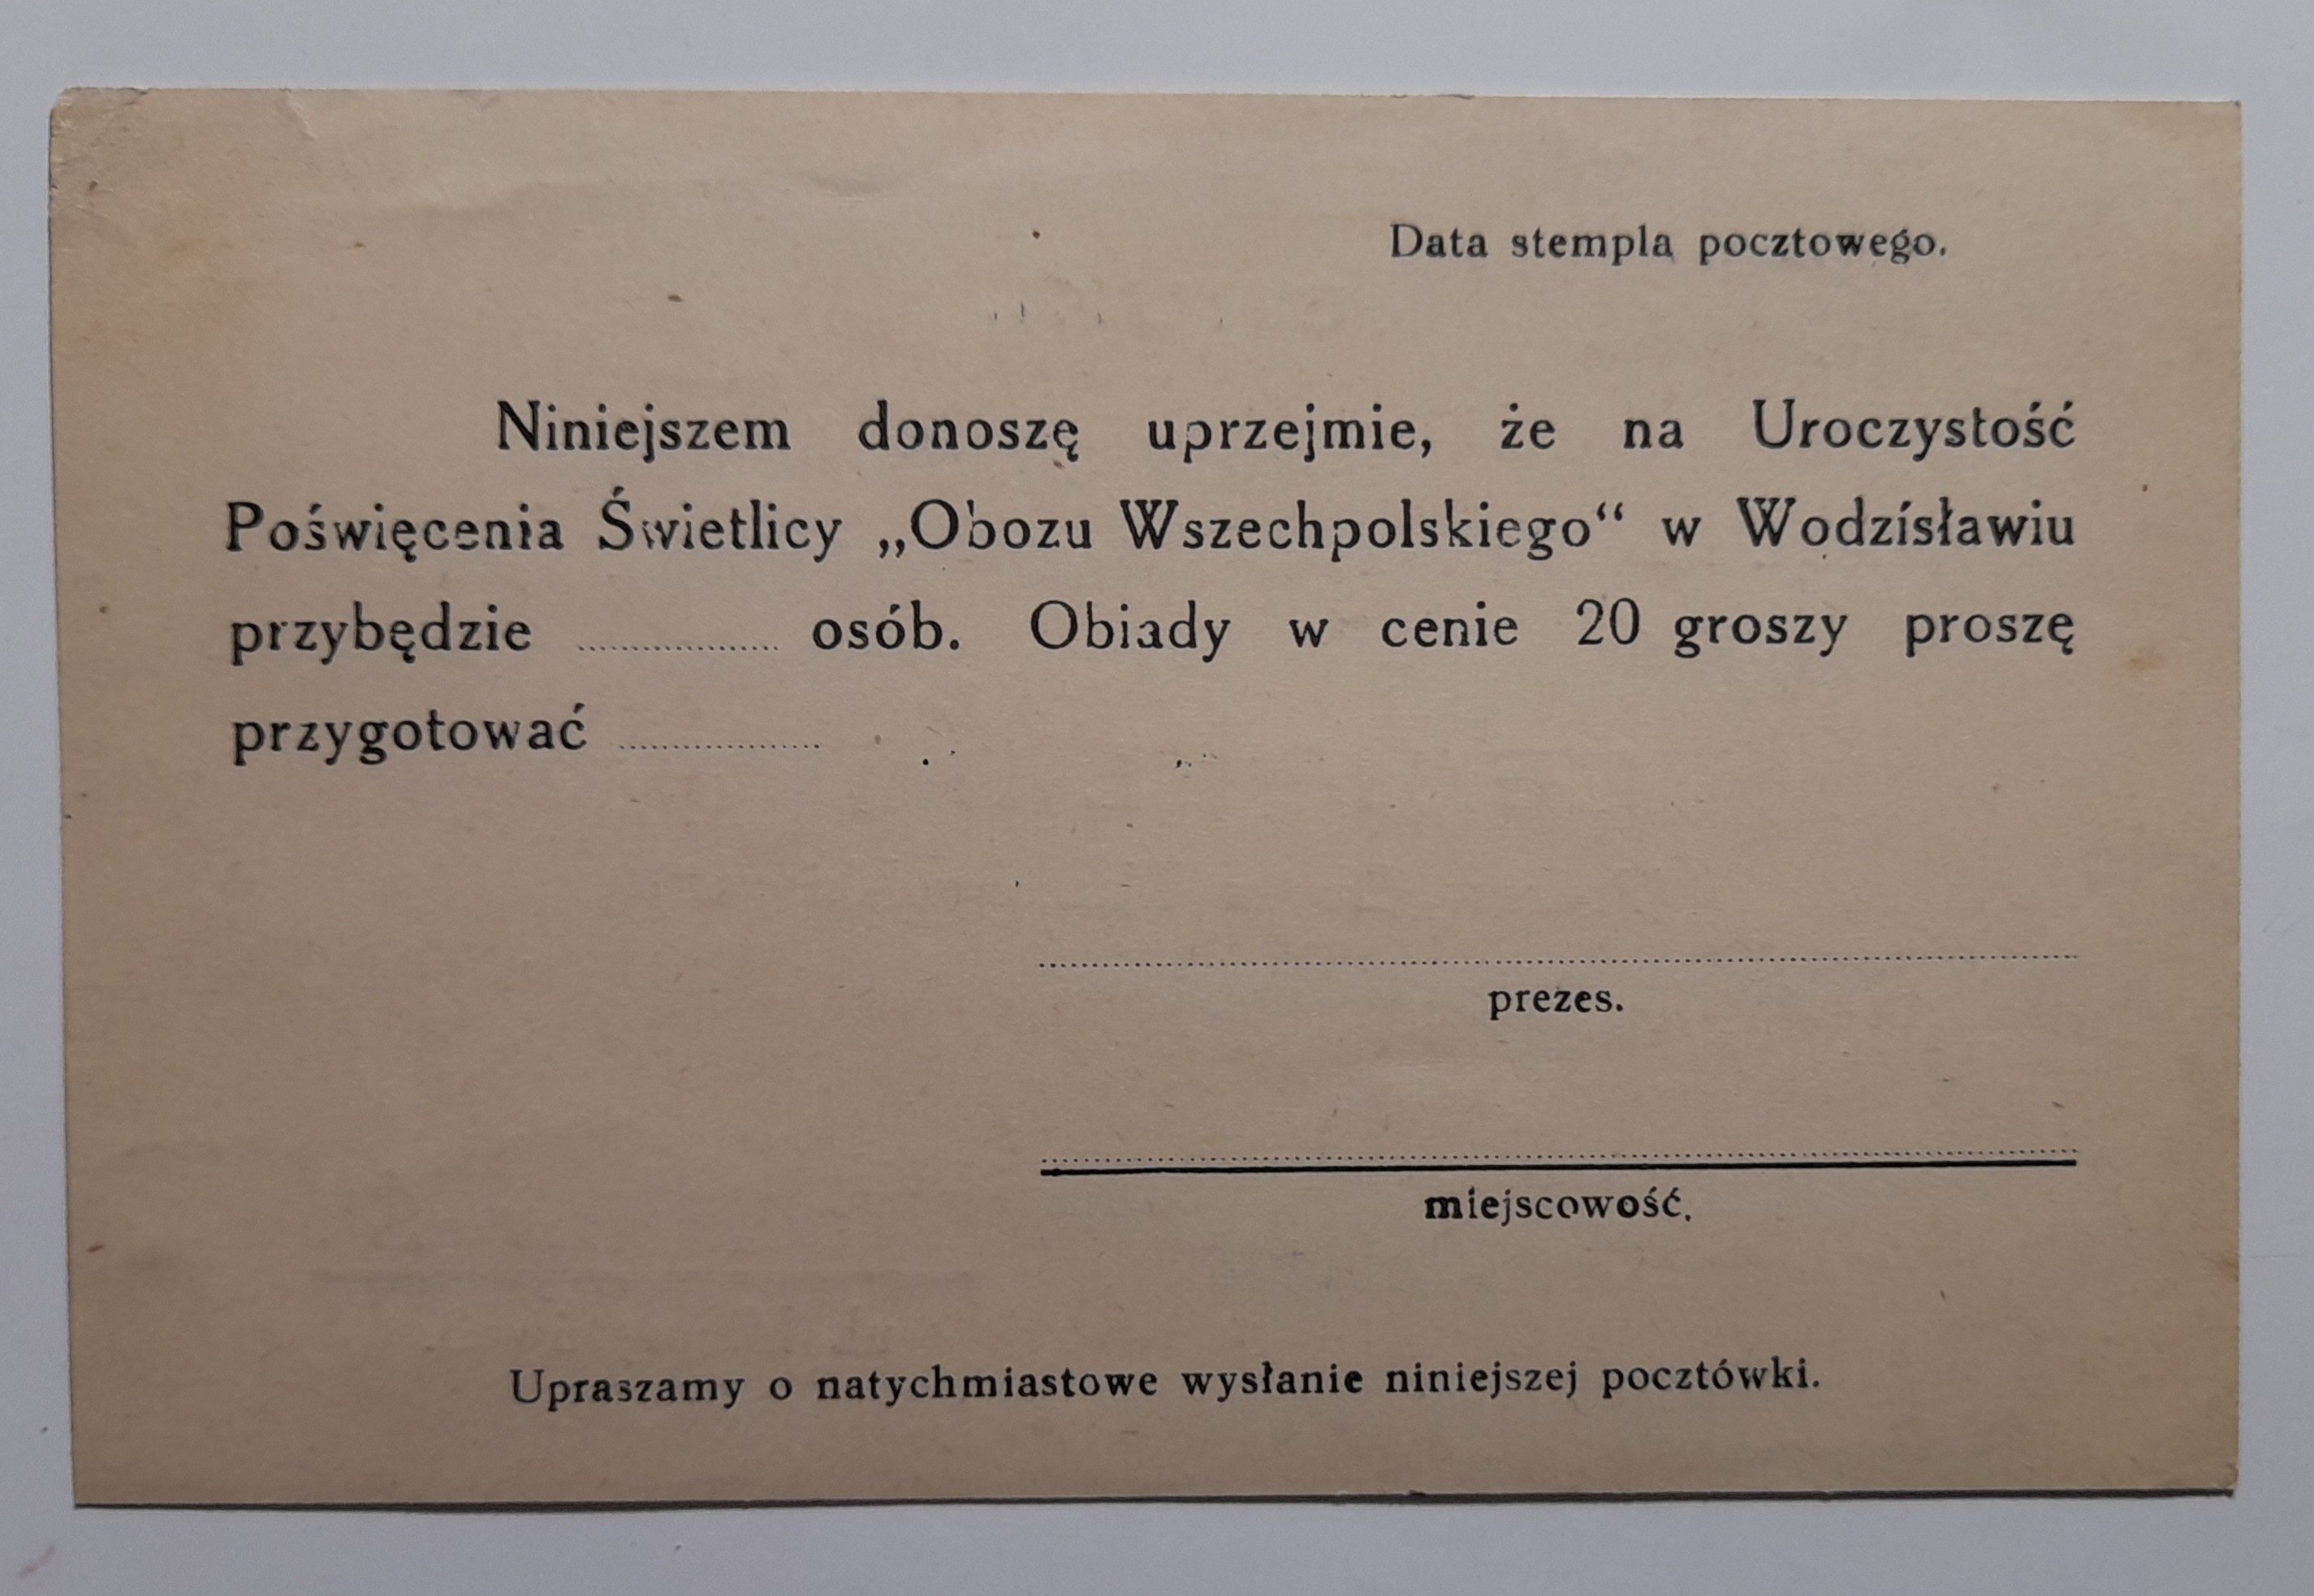 Data stempla pocztowego.
Niniejszem donoszę uprzejmie, że na Uroczystość
Poświęcenia Świetlicy „Obozu Wszechpolskiego“ w Wodzísławiu
przybędzie .................... osób. Obiady w cenie 20 groszy proszę
przygotować ....................
prezes.
miejscowość.
Upraszamy o natychmiastowe wysłanie niniejszej pocztówki.